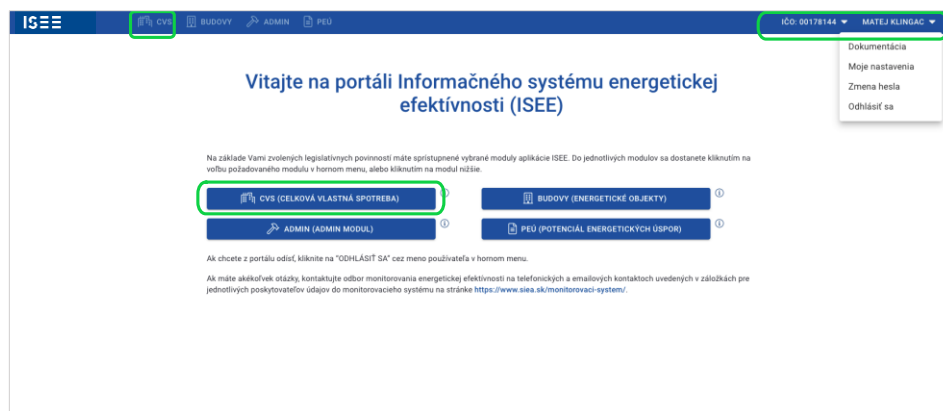 ISEE CVS BUDOVY ADMIN PEÚ IČO: 00178144 MATEJ KLINGAC
Dokumentácia
Moje nastavenia
Zmena hesla
Odhlásiť sa
Vitajte na portáli Informačného systému energetickej
efektívnosti (ISEE)
Na základe Vami zvolených legislatívnych povinností máte sprístupnené vybrané moduly aplikácie ISEE. Do jednotlivých modulov sa dostanete kliknutím na
voľbu požadovaného modulu v hornom menu, alebo kliknutím na modul nižšie.
CVS (CELKOVÁ VLASTNÁ SPOTREBA) BUDOVY (ENERGETICKÉ OBJEKTY)
ADMIN (ADMIN MODUL) PEÚ (POTENCIÁL ENERGETICKÝCH ÚSPOR)
Ak chcete z portálu odísť, kliknite na "ODHLÁSIŤ SA" cez meno používateľa v hornom menu.
Ak máte akékoľvek otázky, kontaktujte odbor monitorovania energetickej efektívnosti na telefonických a emailových kontaktoch uvedených v záložkách pre
jednotlivých poskytovateľov údajov do monitorovacieho systému na stránke https://www.siea.sk/monitorovaci-system/.